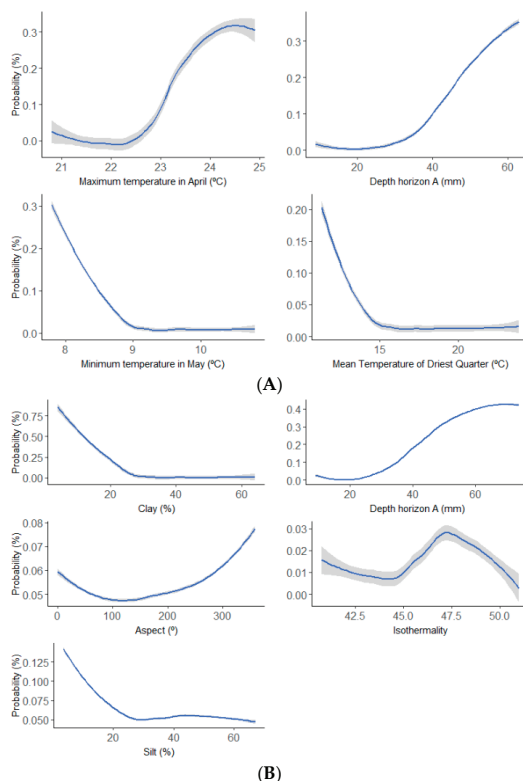 0.3
0.2
0.1
0.0
Probability (%)
21 22 23 24 25
Maximum temperature in April (ºC)
0.3
0.2
0.1
0.0
20 40 60
Depth horizon A (mm)
0.3
0.2
0.1
0.0
Probability (%)
8 9 10
Minimum temperature in May (ºC)
0.20
0.15
0.10
0.05
0.00
15 20
Mean Temperature of Driest Quarter (ºC)
(A)
0.75
0.50
0.25
0.00
Probability (%)
20 40 60
Clay (%)
0.4
0.3
0.2
0.1
0.0
20 40 60
Depth horizon A (mm)
0.08
0.07
0.06
0.05
Probability (%)
0 100 200 300
Aspect (º)
0.03
0.02
0.01
0.00
42.5 45.0 47.5 50.0
Isothermality
0.125
0.100
0.075
0.050
Probability (%)
20 40 60
Silt (%)
(B)